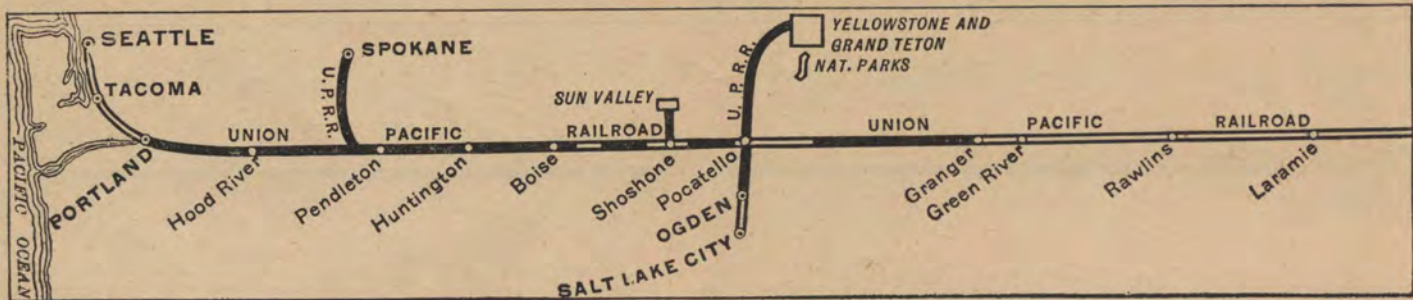 SEATTLE
TACOMA
PORTLAND
PACIFIC OCEAN
SPOKANE
U.P.R.R.
UNION PACIFIC RAILROAD
Hood River
Pendleton
Huntington
Boise
Shoshone
Pocatello
SUN VALLEY
U. P. R.R.
YELLOWSTONE AND
GRAND TETON
NAT. PARKS
OGDEN
SALT LAKE CITY
UNION PACIFIC RAILROAD
Granger
Green River
Rawlins
Laramie